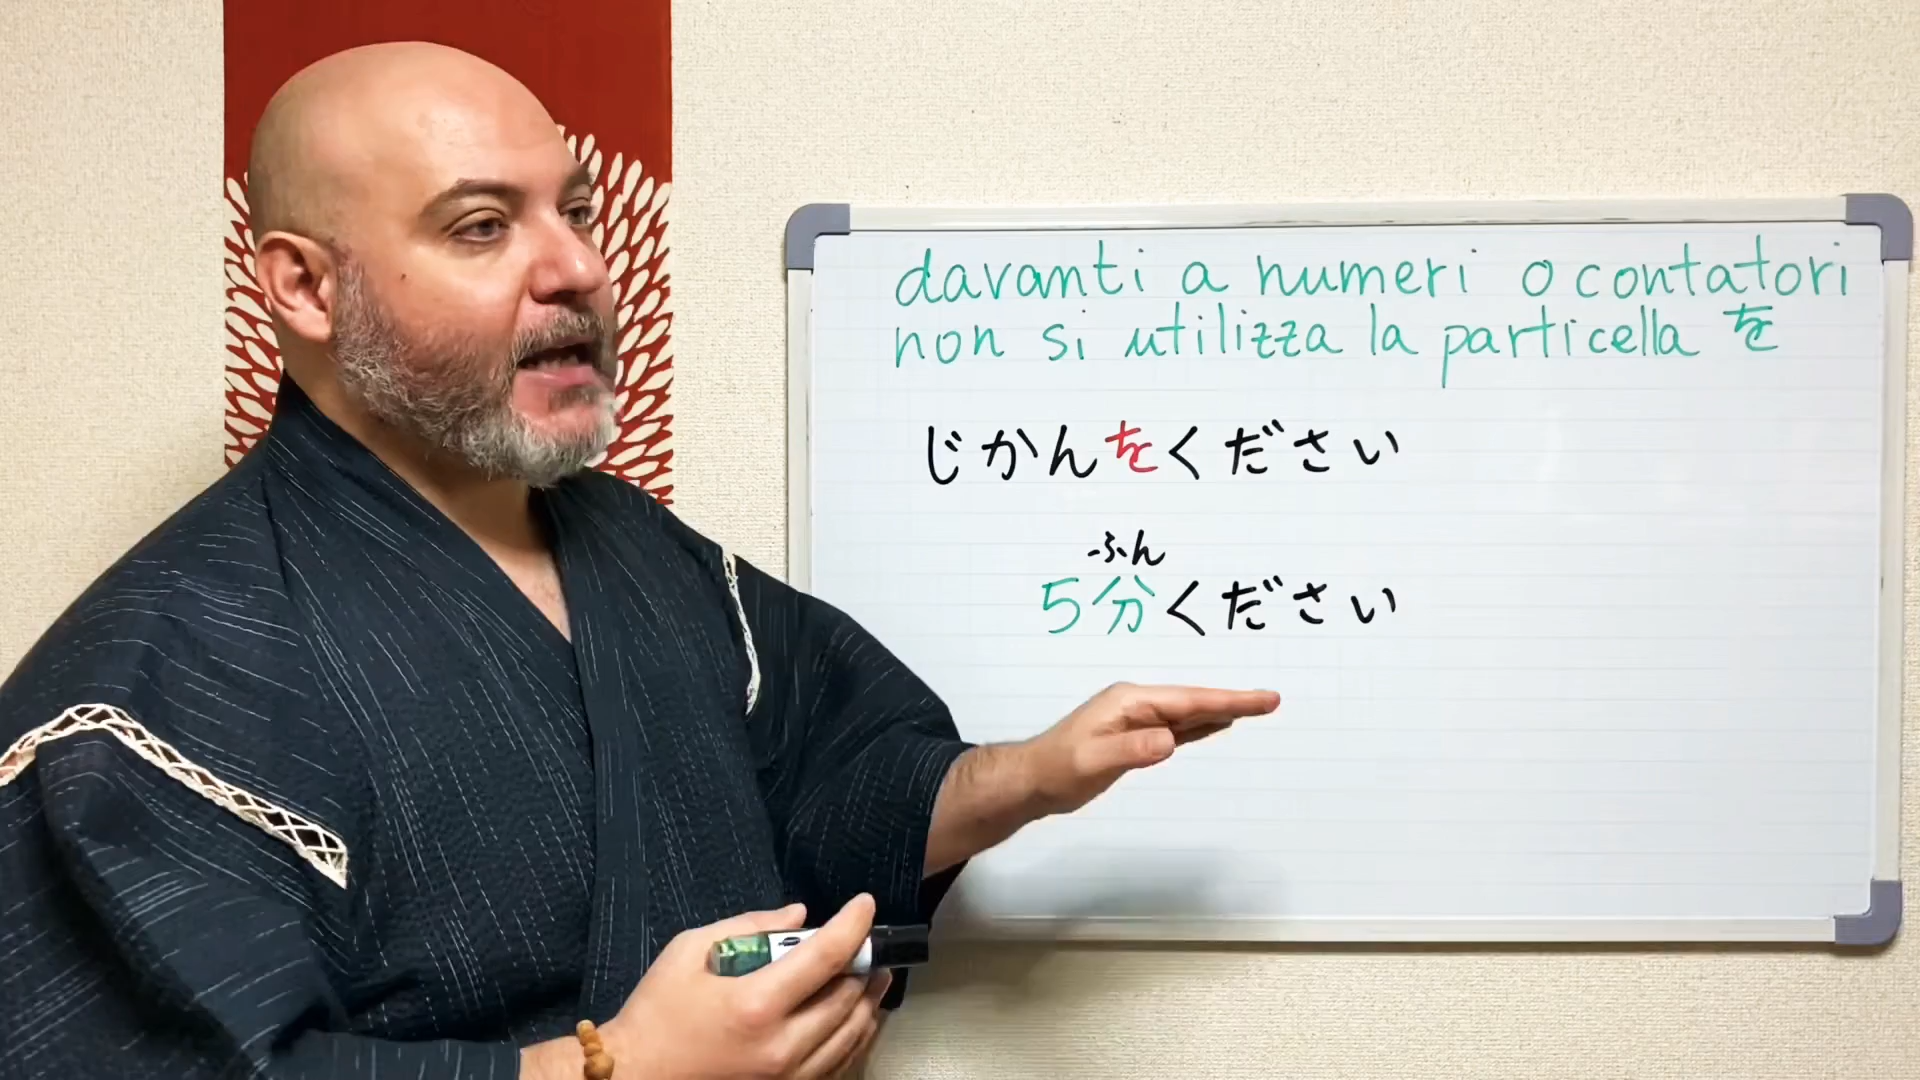 davanti a numeri o contatori
non si utilizza la particella を
じかんをください
ふん
5分ください